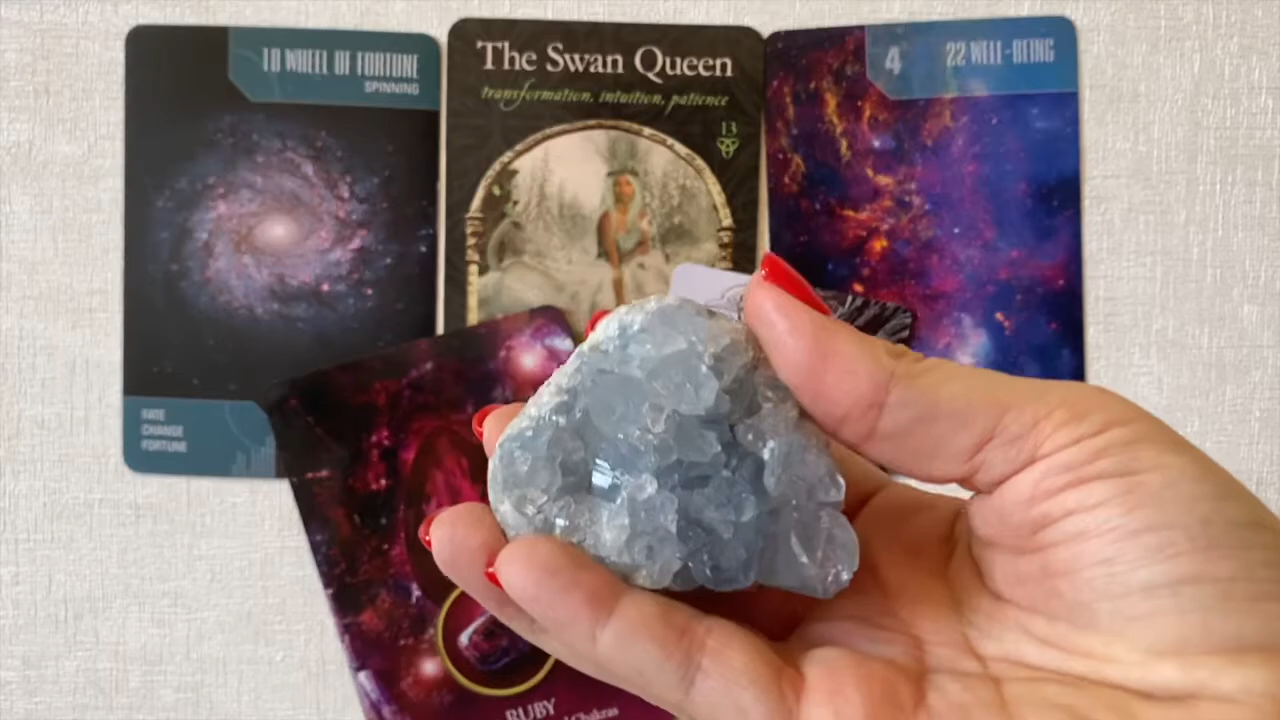 10 WHEEL OF FORTUNE
SPINNING
FATE
CHANGE
FORTUNE
The Swan Queen
transformation, intuition, patience
13
4 22 WELL-BEING
RUBY
Chakras